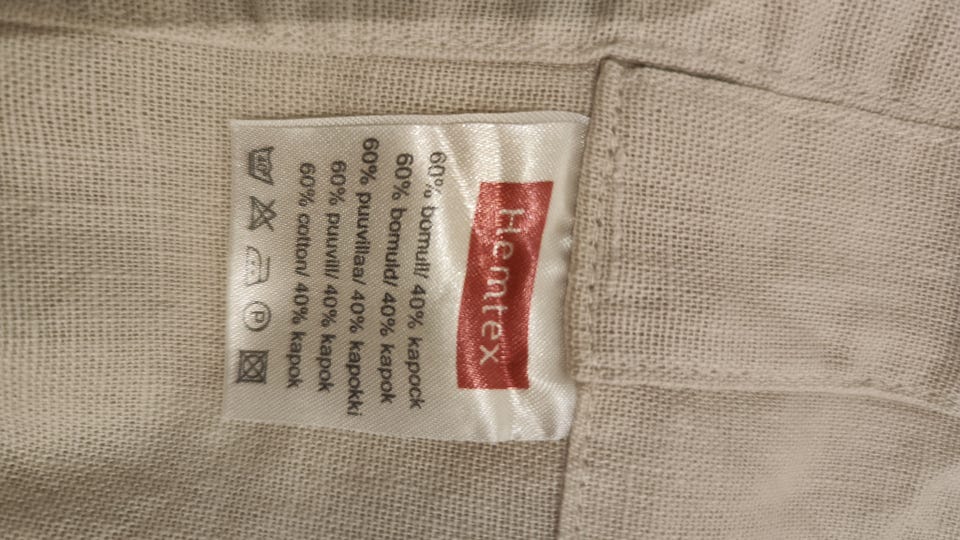 Hemtex
60% bomull/ 40% kapock
60% bomuld/ 40% kapok
60% puuvillaa/ 40% kapokki
60% puuvill/ 40% kapok
60% cotton/ 40% kapok
40° P